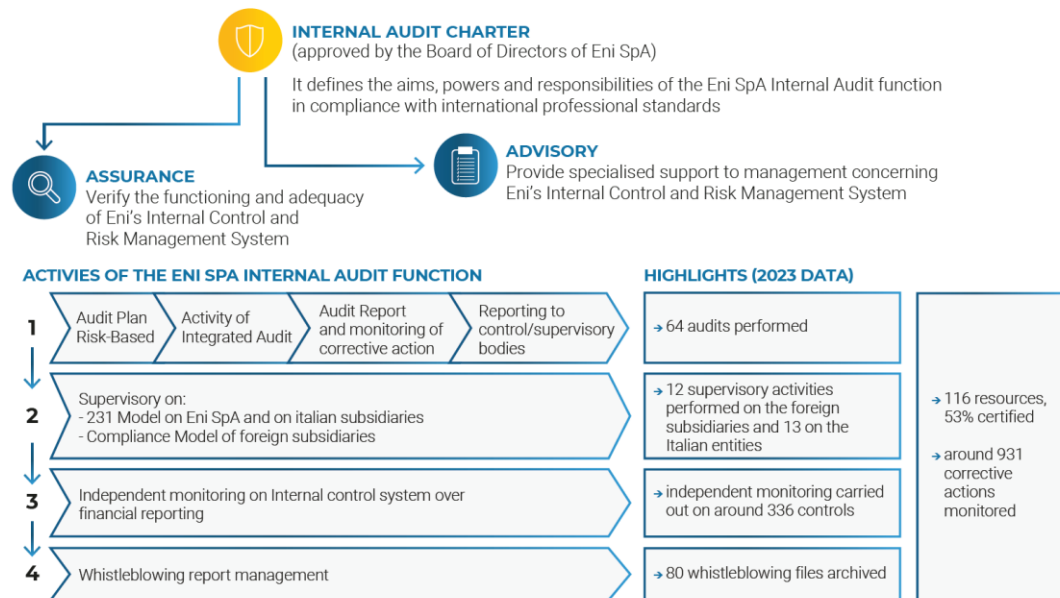 INTERNAL AUDIT CHARTER
(approved by the Board of Directors of Eni SpA)
It defines the aims, powers and responsibilities of the Eni SpA Internal Audit function
in compliance with international professional standards
ADVISORY
Provide specialised support to management concerning
Eni's Internal Control and Risk Management System
ASSURANCE
Verify the functioning and adequacy
of Eni's Internal Control and
Risk Management System
ACTIVIES OF THE ENI SPA INTERNAL AUDIT FUNCTION
HIGHLIGHTS (2023 DATA)
1
Audit Plan
Risk-Based
Activity of
Integrated Audit
Audit Report
and monitoring of
corrective action
Reporting to
control/supervisory
bodies
→ 64 audits performed
2
Supervisory on:
- 231 Model on Eni SpA and on italian subsidiaries
- Compliance Model of foreign subsidiaries
→ 12 supervisory activities
performed on the foreign
subsidiaries and 13 on the
Italian entities
3
Independent monitoring on Internal control system over
financial reporting
→ independent monitoring carried
out on around 336 controls
4
Whistleblowing report management
→ 80 whistleblowing files archived
→ 116 resources,
53% certified
→ around 931
corrective
actions
monitored